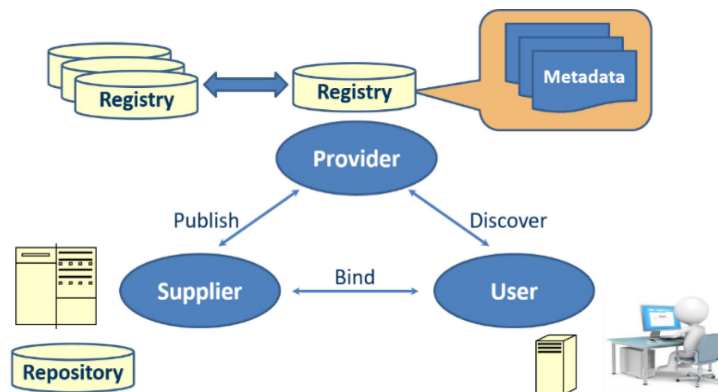 Registry
Registry
Metadata
Provider
Publish
Discover
Supplier
Bind
User
Repository